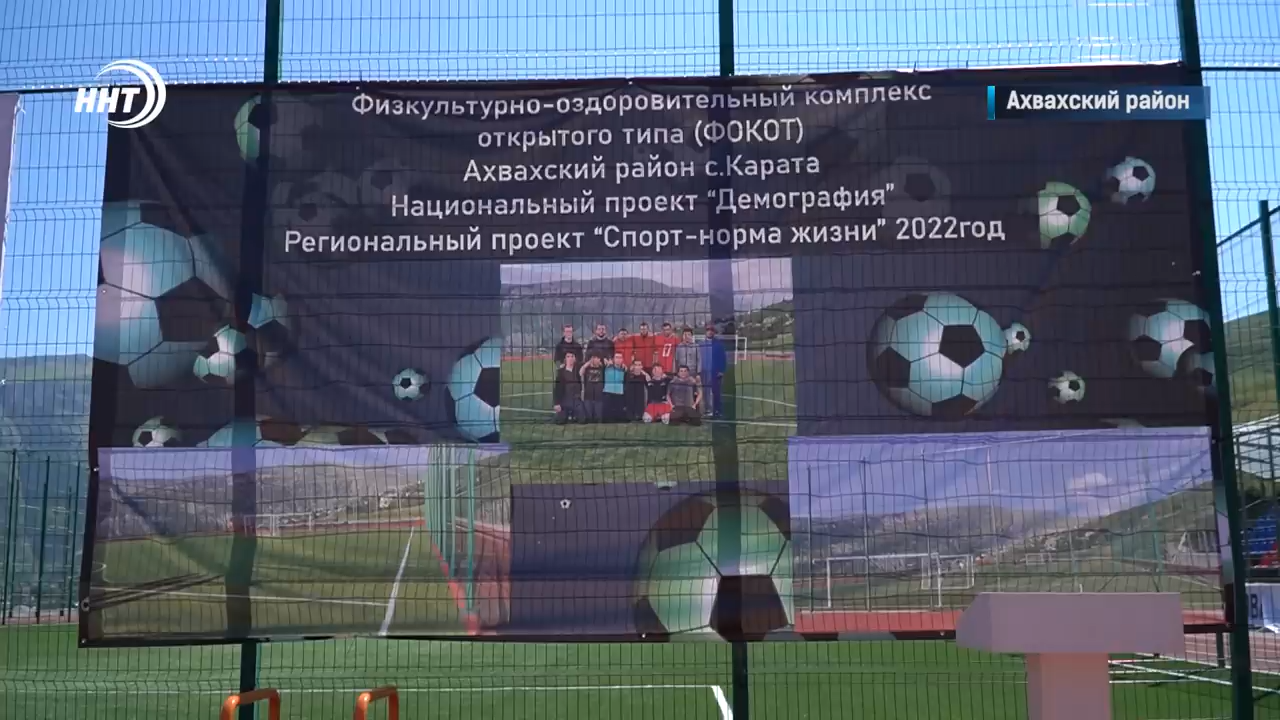 ННТ
Ахвахский район
Физкультурно-оздоровительный комплекс
открытого типа (ФОКОТ)
Ахвахский район с.Карата
Национальный проект “Демография”
Региональный проект “Спорт-норма жизни” 2022год